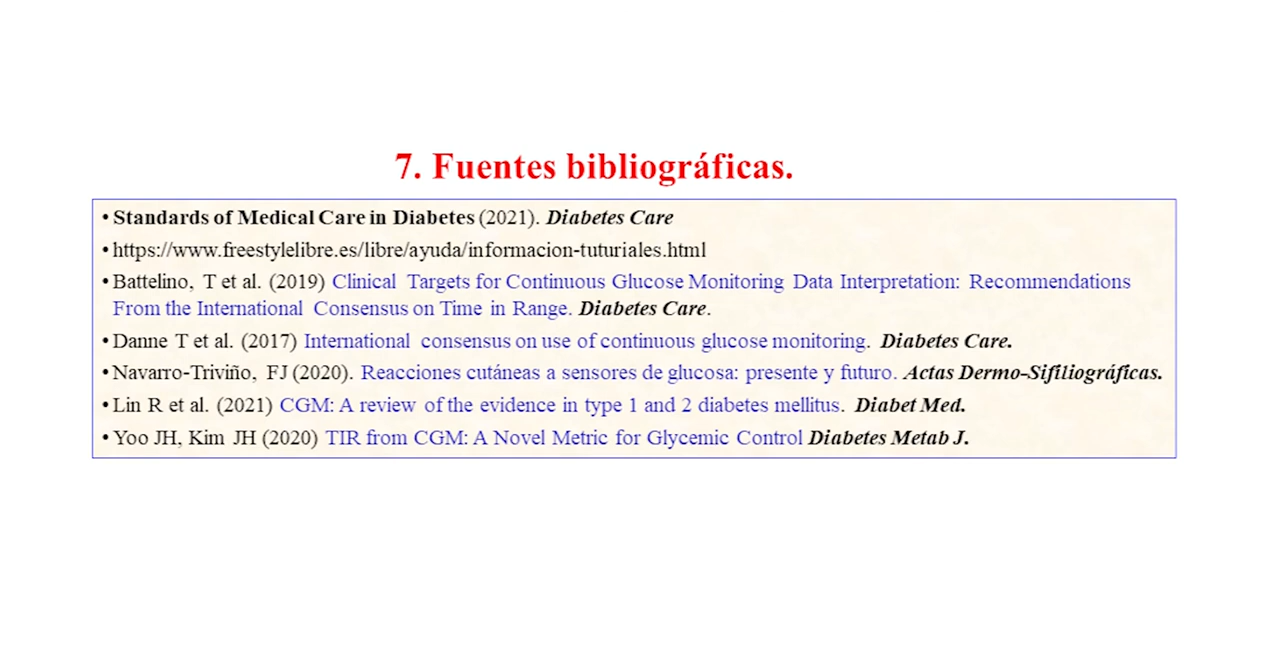 7. Fuentes bibliográficas.
• Standards of Medical Care in Diabetes (2021). Diabetes Care
• https://www.freestylelibre.es/libre/ayuda/informacion-tuturiales.html
• Battelino, T et al. (2019) Clinical Targets for Continuous Glucose Monitoring Data Interpretation: Recommendations
From the International Consensus on Time in Range. Diabetes Care.
• Danne T et al. (2017) International consensus on use of continuous glucose monitoring. Diabetes Care.
• Navarro-Triviño, FJ (2020). Reacciones cutáneas a sensores de glucosa: presente y futuro. Actas Dermo-Sifiliográficas.
• Lin R et al. (2021) CGM: A review of the evidence in type 1 and 2 diabetes mellitus. Diabet Med.
• Yoo JH, Kim JH (2020) TIR from CGM: A Novel Metric for Glycemic Control Diabetes Metab J.